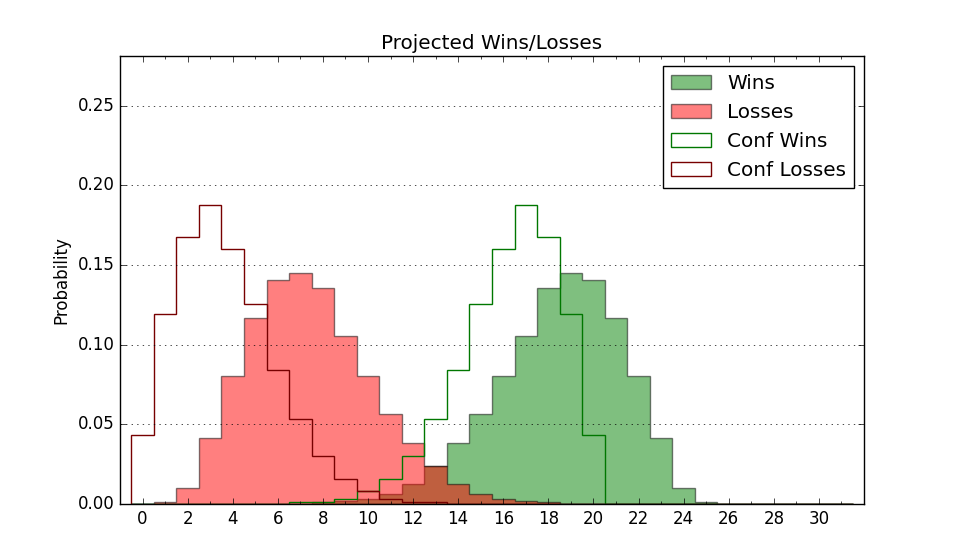 Projected Wins/Losses
Wins
Losses
Conf Wins
Conf Losses
Probability
0.25
0.20
0.15
0.10
0.05
0.00
0 2 4 6 8 10 12 14 16 18 20 22 24 26 28 30